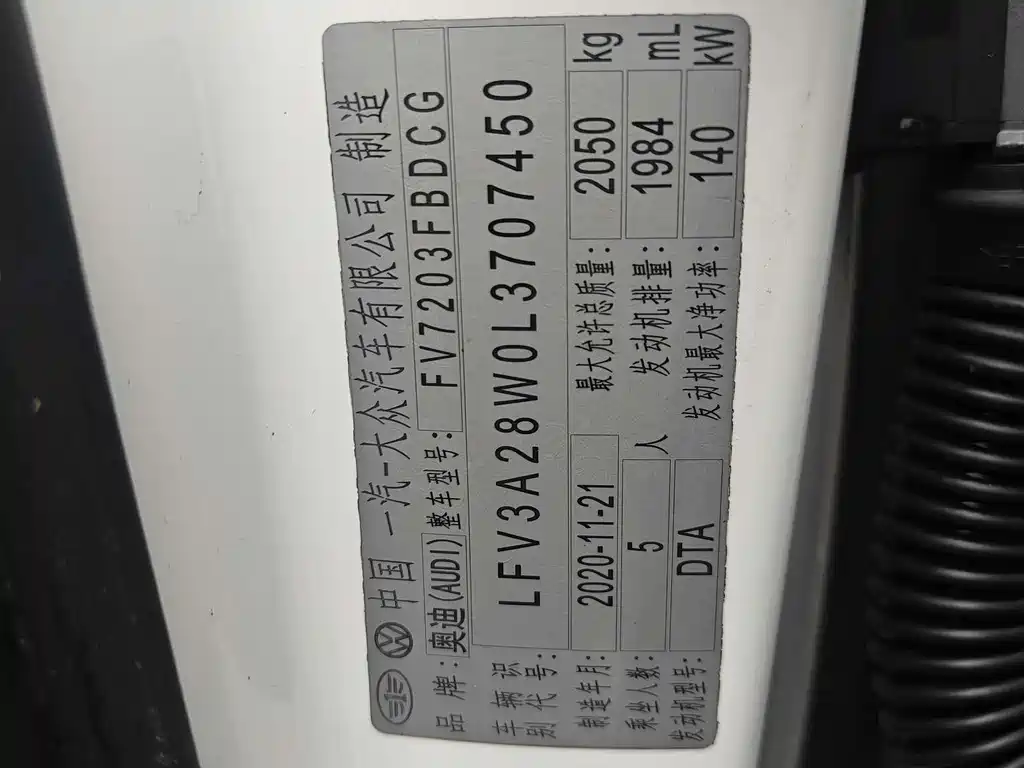 中国 一汽-大众汽车有限公司 制造
品牌: 奥迪(AUDI) 整车型号: FV7203FBDCG
车辆识别代号: LFV3A28W0L3707450
制造年月: 2020-11-21 最大允许总质量: 2050 kg
乘坐人数: 5 人 发动机排量: 1984 mL
发动机型号: DTA 发动机最大净功率: 140 kW